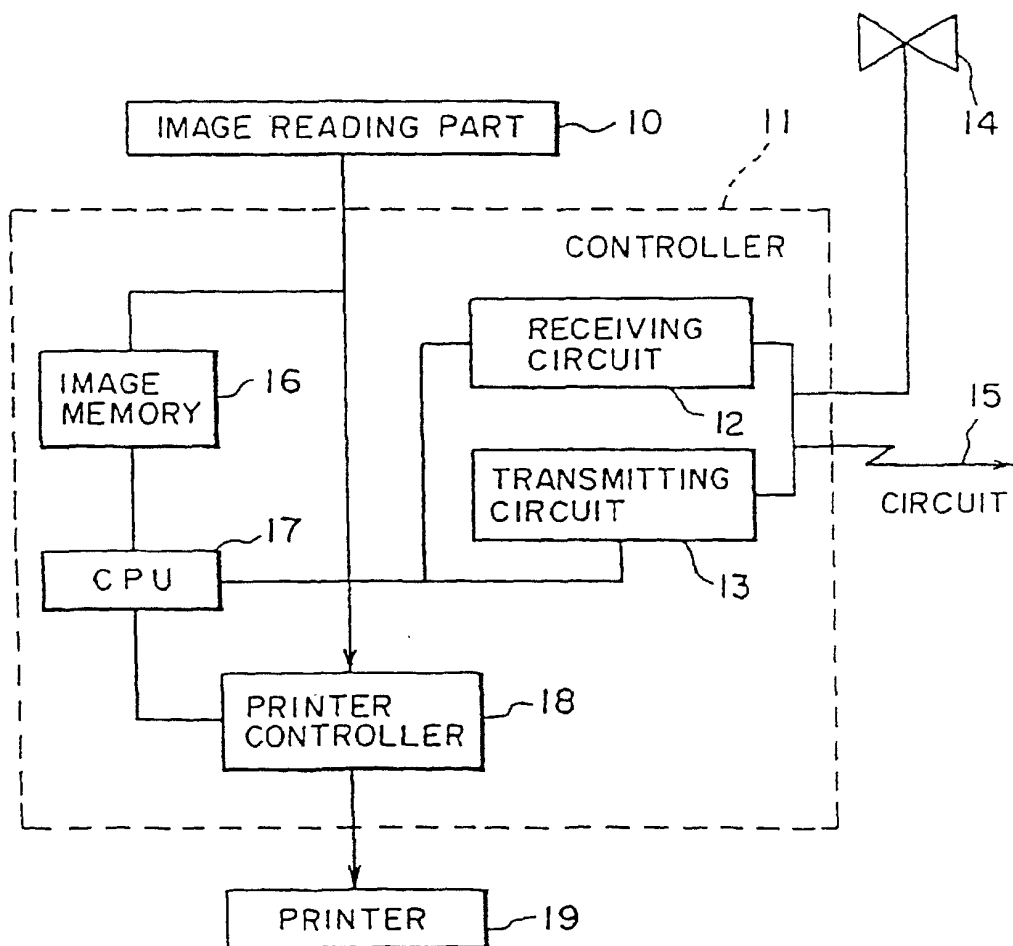 14
11
IMAGE READING PART
10
CONTROLLER
RECEIVING
CIRCUIT
12
IMAGE
MEMORY
16
15
CIRCUIT
TRANSMITTING
CIRCUIT
13
17
CPU
PRINTER
CONTROLLER
18
PRINTER
19